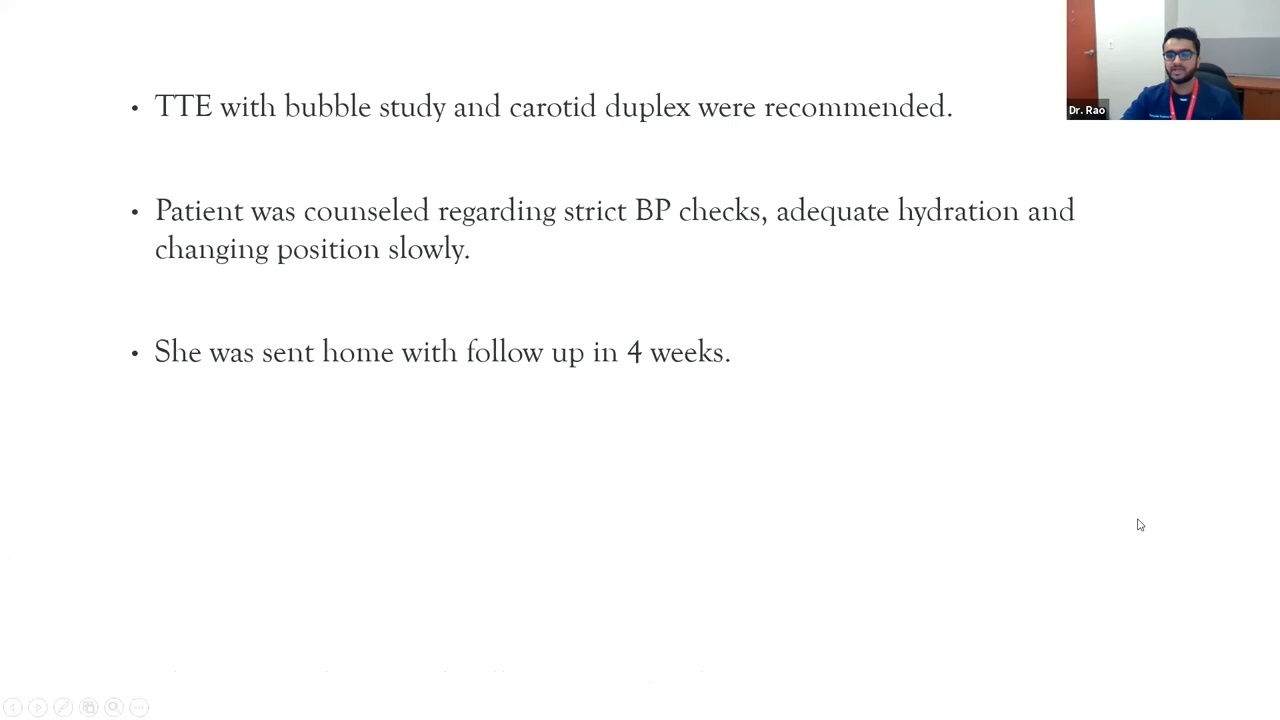 • TTE with bubble study and carotid duplex were recommended.
Dr. Rao
• Patient was counseled regarding strict BP checks, adequate hydration and
changing position slowly.
• She was sent home with follow up in 4 weeks.